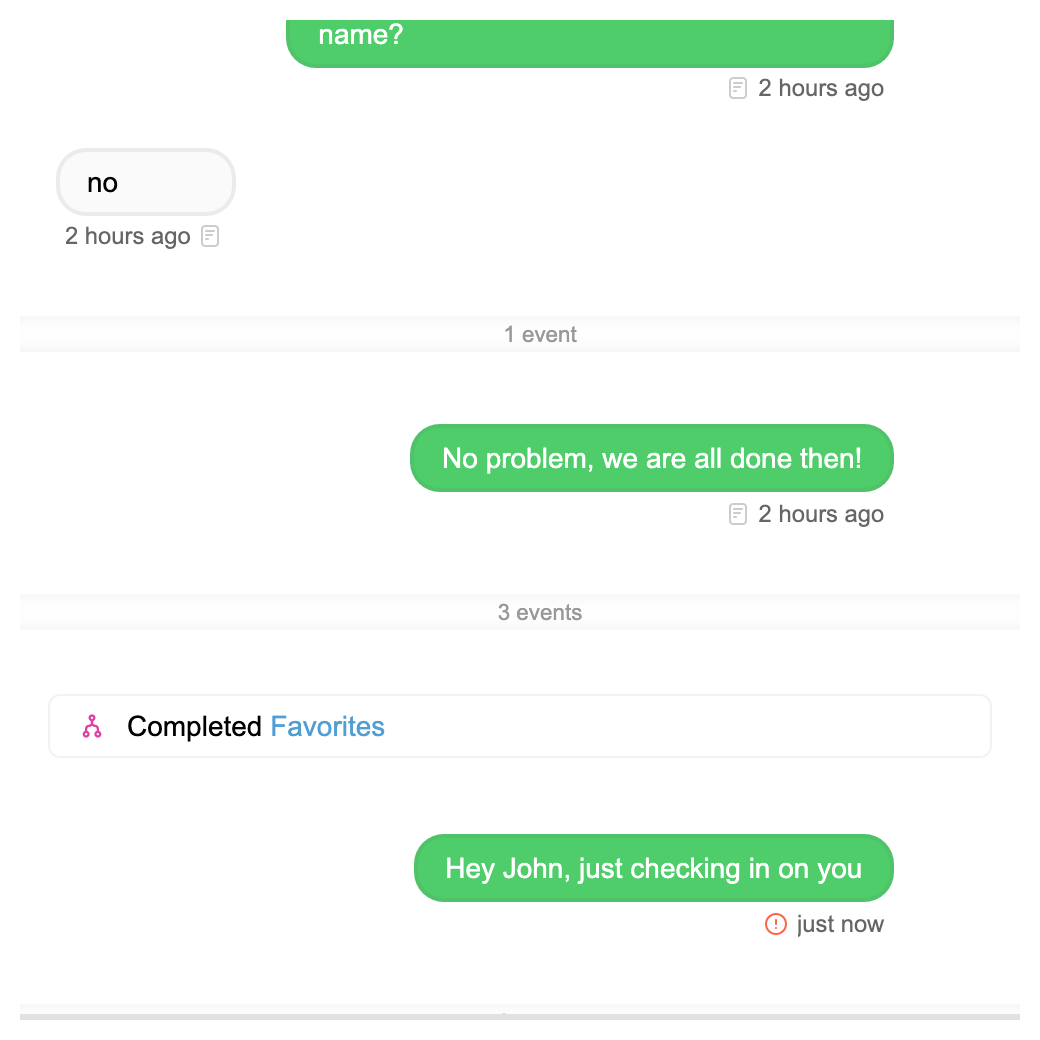 name?
2 hours ago
no
2 hours ago
1 event
No problem, we are all done then!
2 hours ago
3 events
Completed Favorites
Hey John, just checking in on you
just now